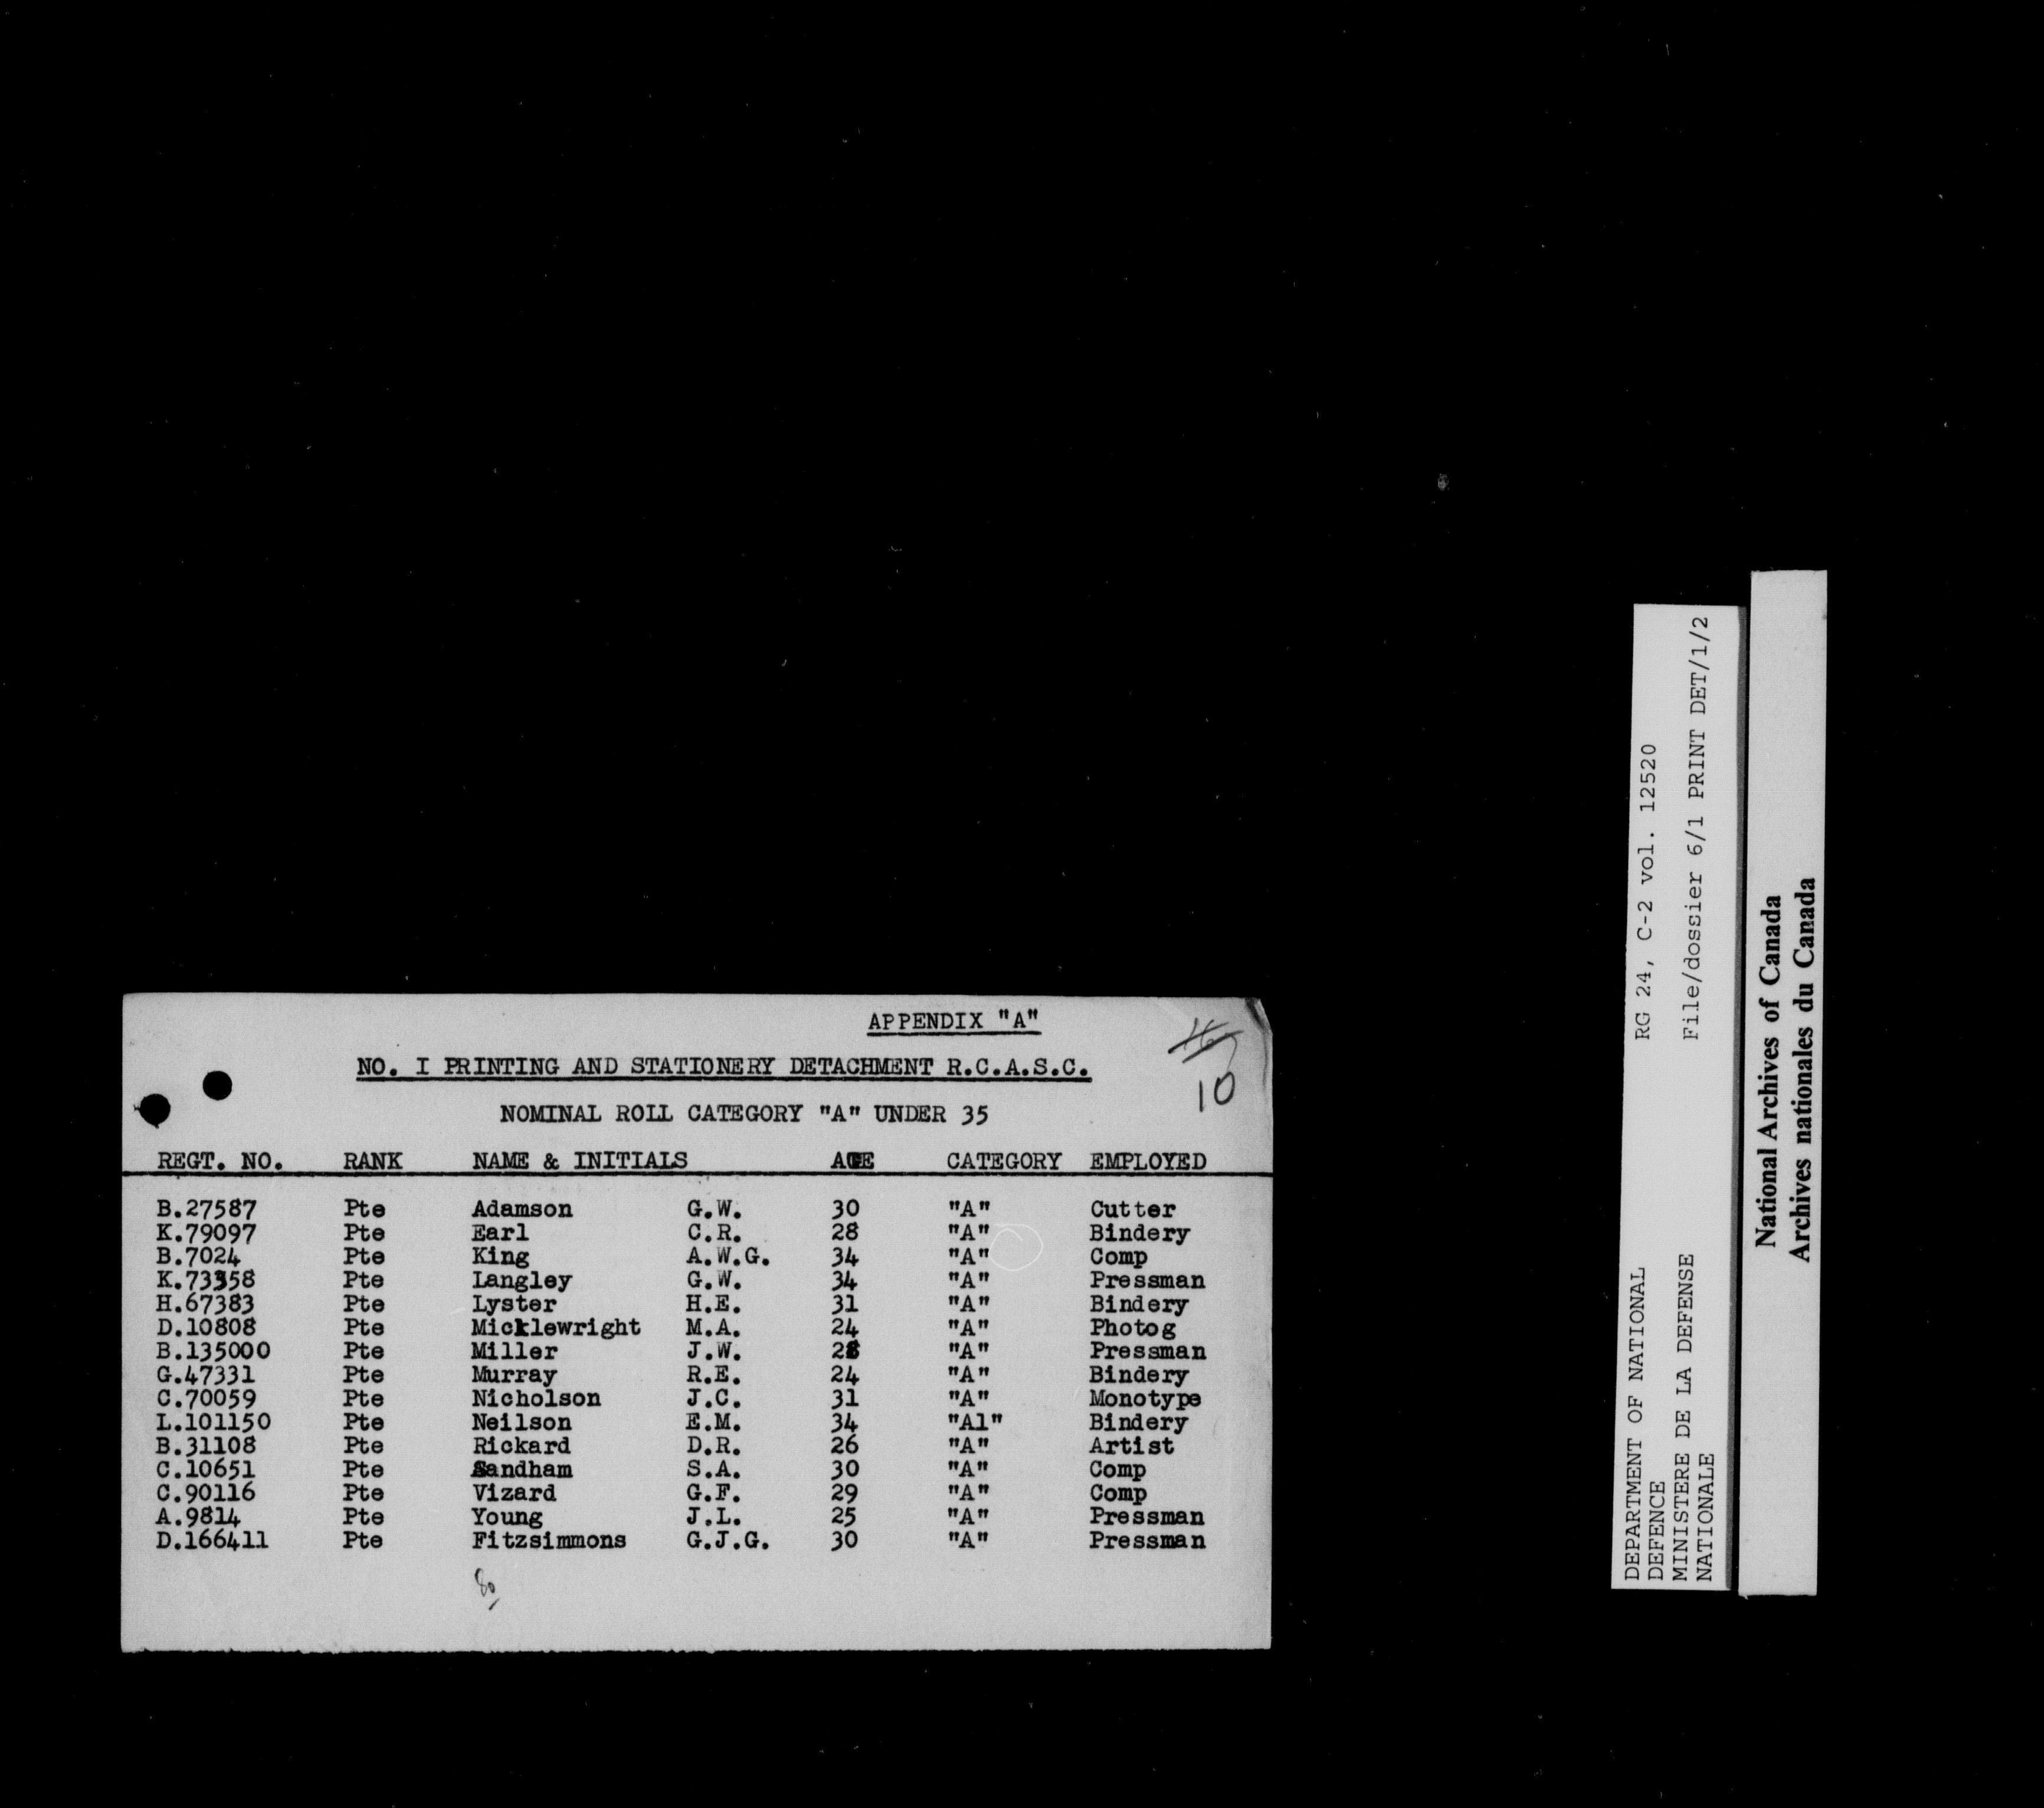 APPENDIX "A"
NO. I PRINTING AND STATIONERY DETACHMENT R.C.A.S.C.
10
NOMINAL ROLL CATEGORY "A" UNDER 35
REGT. NO. RANK NAME & INITIALS AGE CATEGORY EMPLOYED
B.27587 Pte Adamson G.W. 30 "A" Cutter
K.79097 Pte Earl C.R. 28 "A" Bindery
B.7024 Pte King A.W.G. 34 "A" Comp
K.73358 Pte Langley G.W. 34 "A" Pressman
H.67383 Pte Lyster H.E. 31 "A" Bindery
D.10808 Pte Micklewright M.A. 24 "A" Photog
B.135000 Pte Miller J.W. 28 "A" Pressman
G.47331 Pte Murray R.E. 24 "A" Bindery
C.70059 Pte Nicholson J.C. 31 "A" Monotype
L.101150 Pte Neilson E.M. 34 "A1" Bindery
B.31108 Pte Rickard D.R. 26 "A" Artist
C.10651 Pte Sandham S.A. 30 "A" Comp
C.90116 Pte Vizard G.F. 29 "A" Comp
A.9814 Pte Young J.L. 25 "A" Pressman
D.166411 Pte Fitzsimmons G.J.G. 30 "A" Pressman
DEPARTMENT OF NATIONAL RG 24, C-2 vol. 12520
DEFENCE
MINISTERE DE LA DEFENSE File/dossier 6/1 PRINT DET/1/2
NATIONALE
National Archives of Canada
Archives nationales du Canada